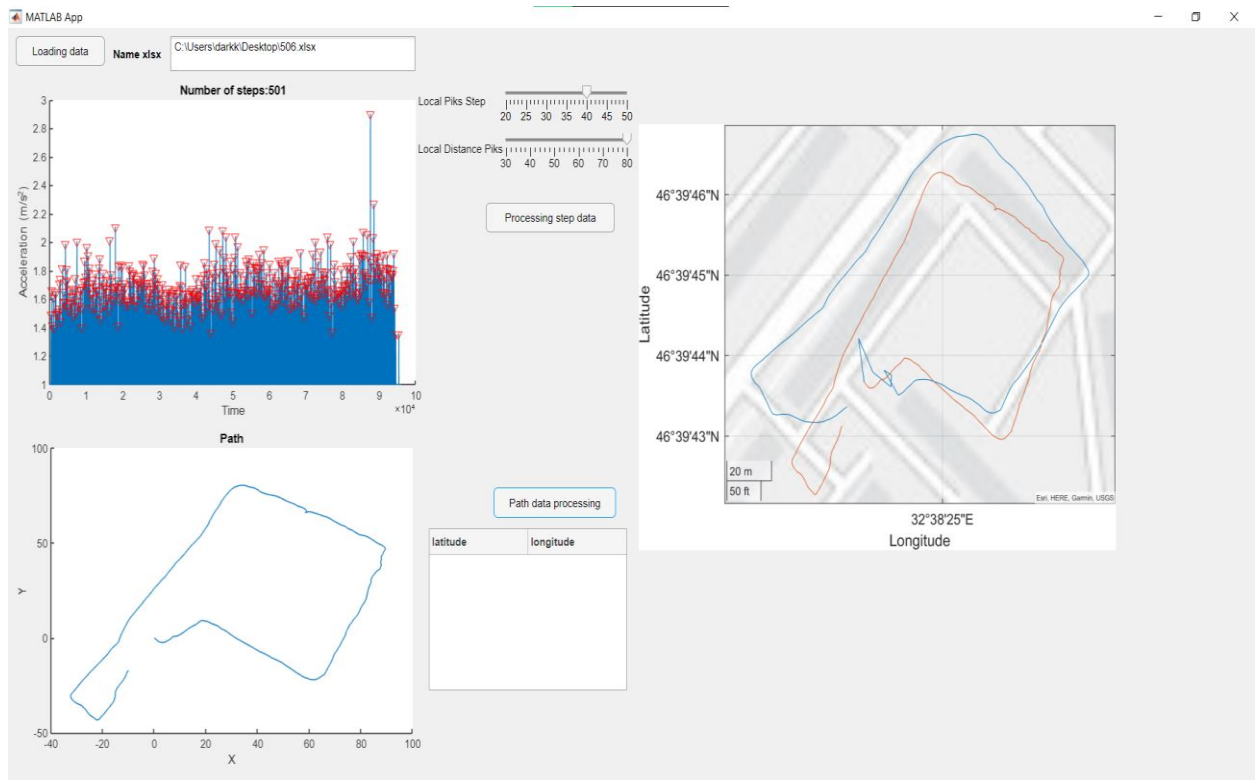 MATLAB App
Loading data
Name xlsx
C:\Users\darkk\Desktop\506.xlsx
Number of steps:501
Acceleration (m/s²)
3
2.8
2.6
2.4
2.2
2
1.8
1.6
1.4
1.2
1
0 1 2 3 4 5 6 7 8 9 10
Time
×10⁴
Local Piks Step
20 25 30 35 40 45 50
Local Distance Piks
30 40 50 60 70 80
Processing step data
Path
Y
100
50
0
-50
-40 -20 0 20 40 60 80 100
X
Path data processing
latitude longitude
Latitude
46°39'46"N
46°39'45"N
46°39'44"N
46°39'43"N
20 m
50 ft
Esri, HERE, Garmin, USGS
32°38'25"E
Longitude